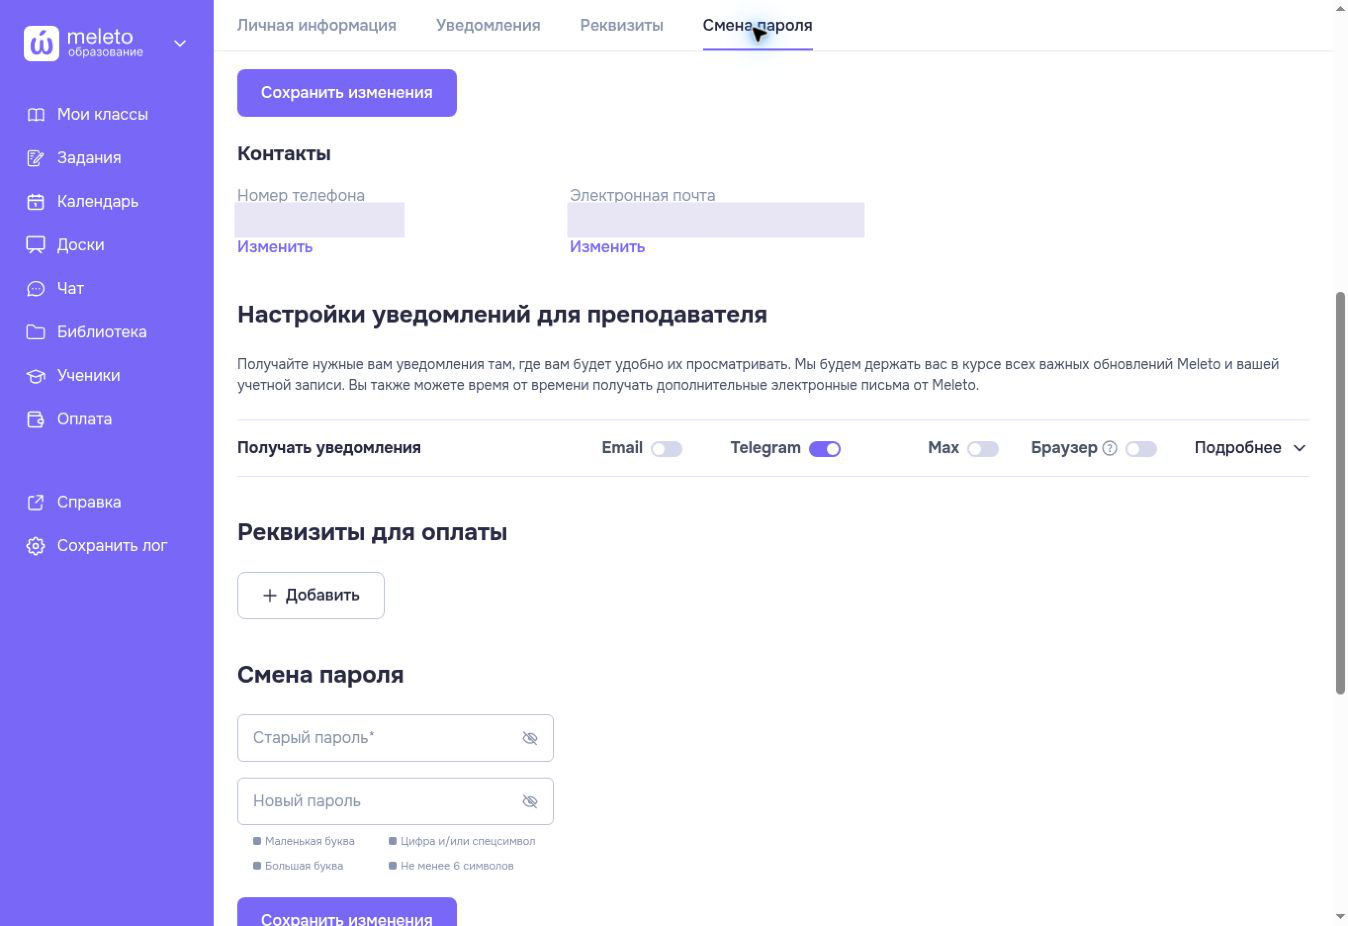 meleto
образование
Мои классы
Задания
Календарь
Доски
Чат
Библиотека
Ученики
Оплата
Справка
Сохранить лог
Личная информация
Уведомления
Реквизиты
Смена пароля
Сохранить изменения
Контакты
Номер телефона
Изменить
Электронная почта
Изменить
Настройки уведомлений для преподавателя
Получайте нужные вам уведомления там, где вам будет удобно их просматривать. Мы будем держать вас в курсе всех важных обновлений Meleto и вашей
учетной записи. Вы также можете время от времени получать дополнительные электронные письма от Meleto.
Получать уведомления
Email
Telegram
Max
Браузер ?
Подробнее
Реквизиты для оплаты
+ Добавить
Смена пароля
Старый пароль*
Новый пароль
Маленькая буква
Цифра и/или спецсимвол
Большая буква
Не менее 6 символов
Сохранить изменения